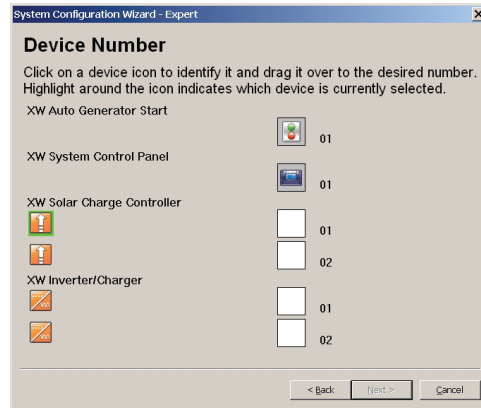 System Configuration Wizard - Expert
Device Number
Click on a device icon to identify it and drag it over to the desired number.
Highlight around the icon indicates which device is currently selected.
XW Auto Generator Start
01
XW System Control Panel
01
XW Solar Charge Controller
01
02
XW Inverter/Charger
01
02
< Back
Next >
Cancel